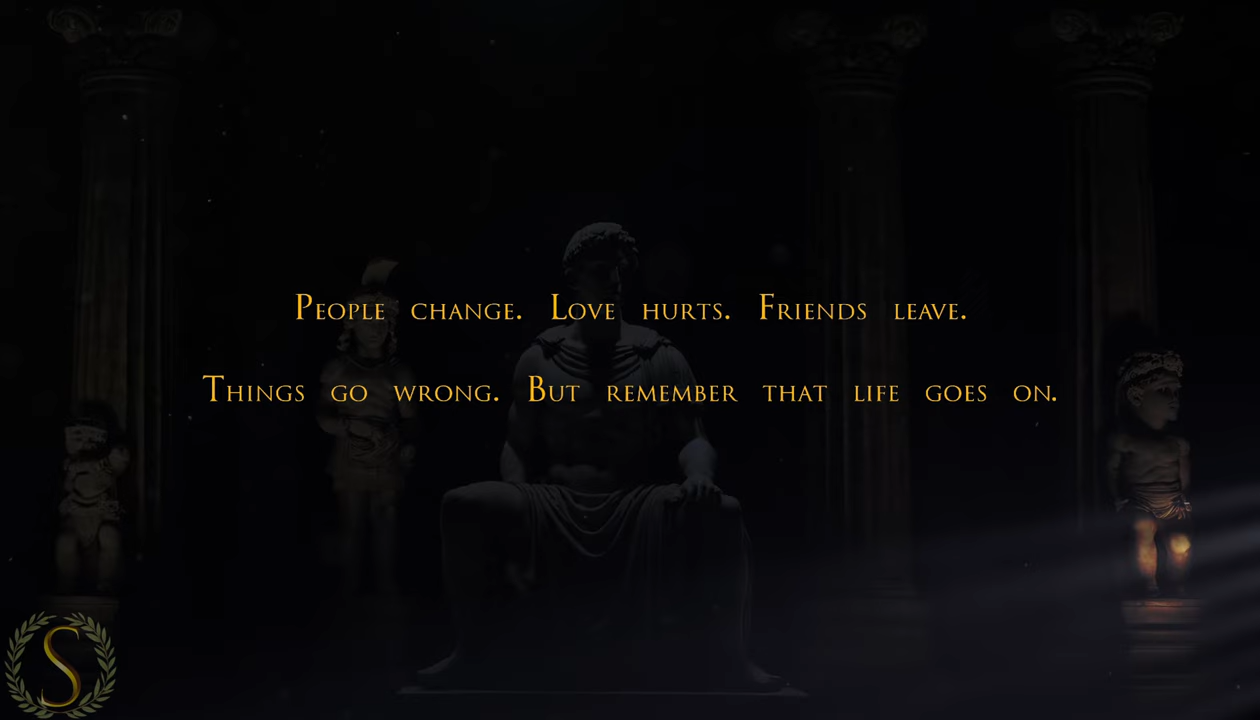 People change. Love hurts. Friends leave.
Things go wrong. But remember that life goes on.
S